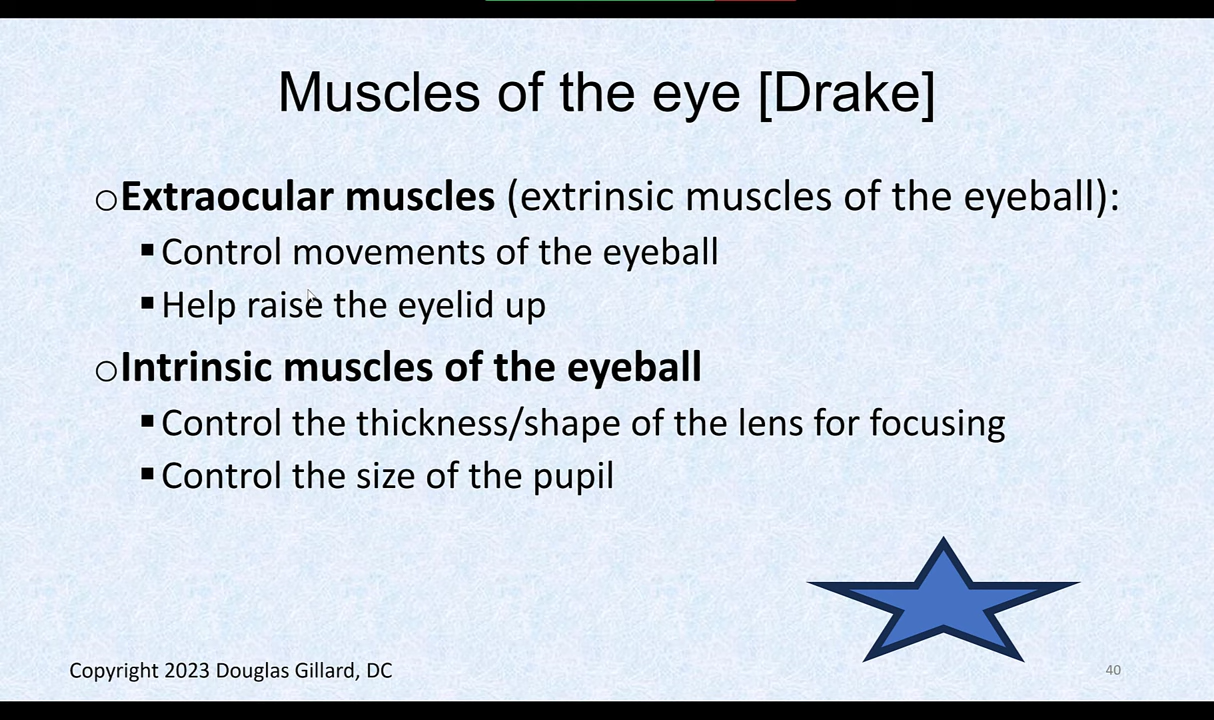 Muscles of the eye [Drake]
oExtraocular muscles (extrinsic muscles of the eyeball):
▪Control movements of the eyeball
▪Help raise the eyelid up
oIntrinsic muscles of the eyeball
▪Control the thickness/shape of the lens for focusing
▪Control the size of the pupil
Copyright 2023 Douglas Gillard, DC
40